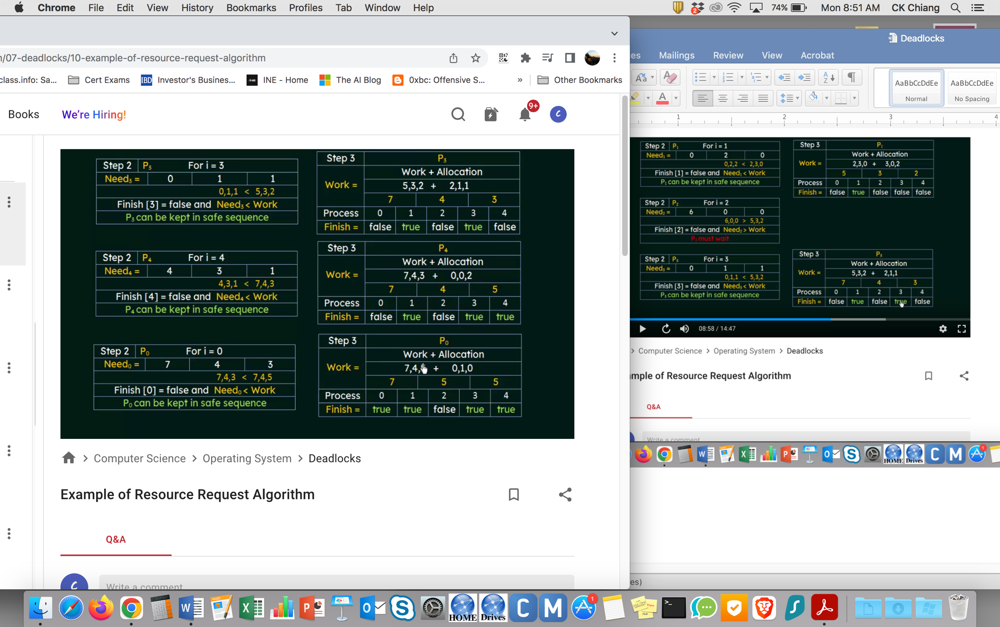 Chrome File Edit View History Bookmarks Profiles Tab Window Help
2 74% Mon 8:51 AM CK Chiang
Deadlocks
/07-deadlocks/10-example-of-resource-request-algorithm
Mailings Review View Acrobat
class.info: Sa... Cert Exams IBD Investor's Busines... INE - Home The AI Blog 0xbc: Offensive S... » Other Bookmarks
AaBbCcDdEe AaBbCcDdEe
Normal No Spacing
Books We're Hiring! 9+ C
1 2 3 4
Step 2 P₃ For i = 3
Need₃ = 0 1 1
0,1,1 < 5,3,2
Finish [3] = false and Need₃ < Work
P₃ can be kept in safe sequence
Step 3 P₃
Work + Allocation
Work = 5,3,2 + 2,1,1
7 4 3
Process 0 1 2 3 4
Finish = false true false true false
Step 2 P₄ For i = 4
Need₄ = 4 3 1
4,3,1 < 7,4,3
Finish [4] = false and Need₄ < Work
P₄ can be kept in safe sequence
Step 3 P₄
Work + Allocation
Work = 7,4,3 + 0,0,2
7 4 5
Process 0 1 2 3 4
Finish = false true false true true
Step 2 P₀ For i = 0
Need₀ = 7 4 3
7,4,3 < 7,4,5
Finish [0] = false and Need₀ < Work
P₀ can be kept in safe sequence
Step 3 P₀
Work + Allocation
Work = 7,4, + 0,1,0
7 5 5
Process 0 1 2 3 4
Finish = true true false true true
Computer Science > Operating System > Deadlocks
Example of Resource Request Algorithm
Q&A
Write a comment
Step 2 P₁ For i = 1
Need₁ = 0 2 0
0,2,2 < 2,3,0
Finish [1] = false and Need₁ < Work
P₁ can be kept in safe sequence
Step 3 P₁
Work + Allocation
Work = 2,3,0 + 3,0,2
5 3 2
Process 0 1 2 3 4
Finish = false true false false false
Step 2 P₂ For i = 2
Need₂ = 6 0 0
6,0,0 > 5,3,2
Finish [2] = false and Need₂ > Work
P₂ must wait
Step 2 P₃ For i = 3
Need₃ = 0 1 1
0,1,1 < 5,3,2
Finish [3] = false and Need₃ < Work
P₃ can be kept in safe sequence
Step 3 P₃
Work + Allocation
Work = 5,3,2 + 2,1,1
7 4 3
Process 0 1 2 3 4
Finish = false true false true false
08:58 / 14:47
> Computer Science > Operating System > Deadlocks
mple of Resource Request Algorithm
Q&A
Write a comment
HOME Drives C M 1
es)
HOME Drives C M 1